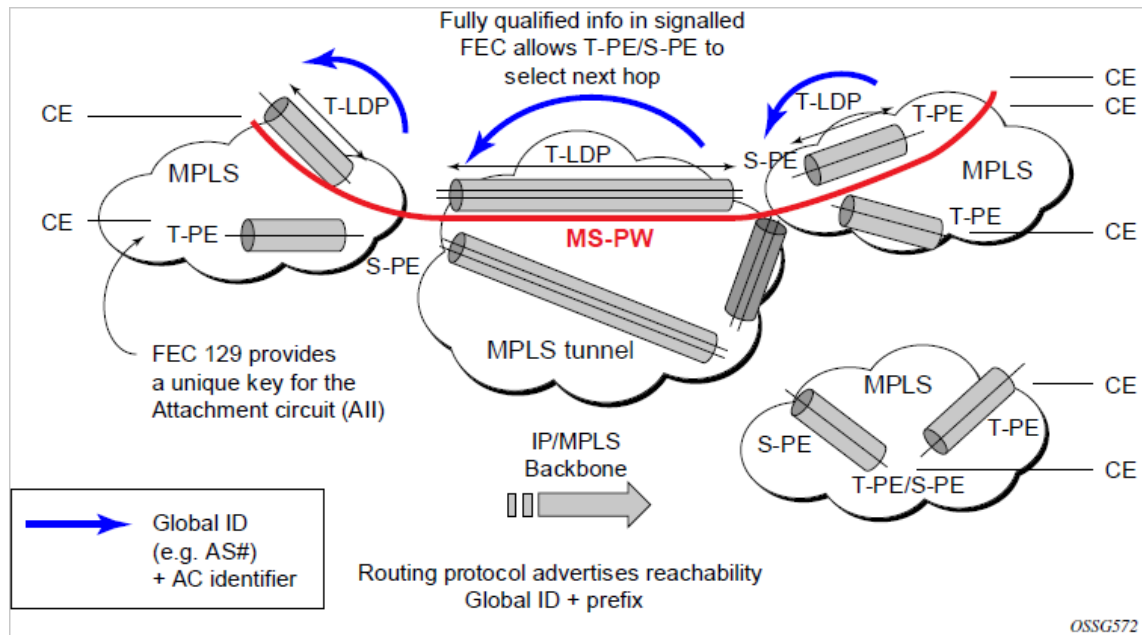 Fully qualified info in signalled
FEC allows T-PE/S-PE to
select next hop
CE
T-LDP
MPLS
CE
T-PE
S-PE
T-LDP
MS-PW
MPLS tunnel
T-LDP
S-PE
T-PE
MPLS
T-PE
CE
CE
CE
FEC 129 provides
a unique key for the
Attachment circuit (AII)
MPLS
S-PE
T-PE
T-PE/S-PE
CE
CE
IP/MPLS
Backbone
Global ID
(e.g. AS#)
+ AC identifier
Routing protocol advertises reachability
Global ID + prefix
OSSG572